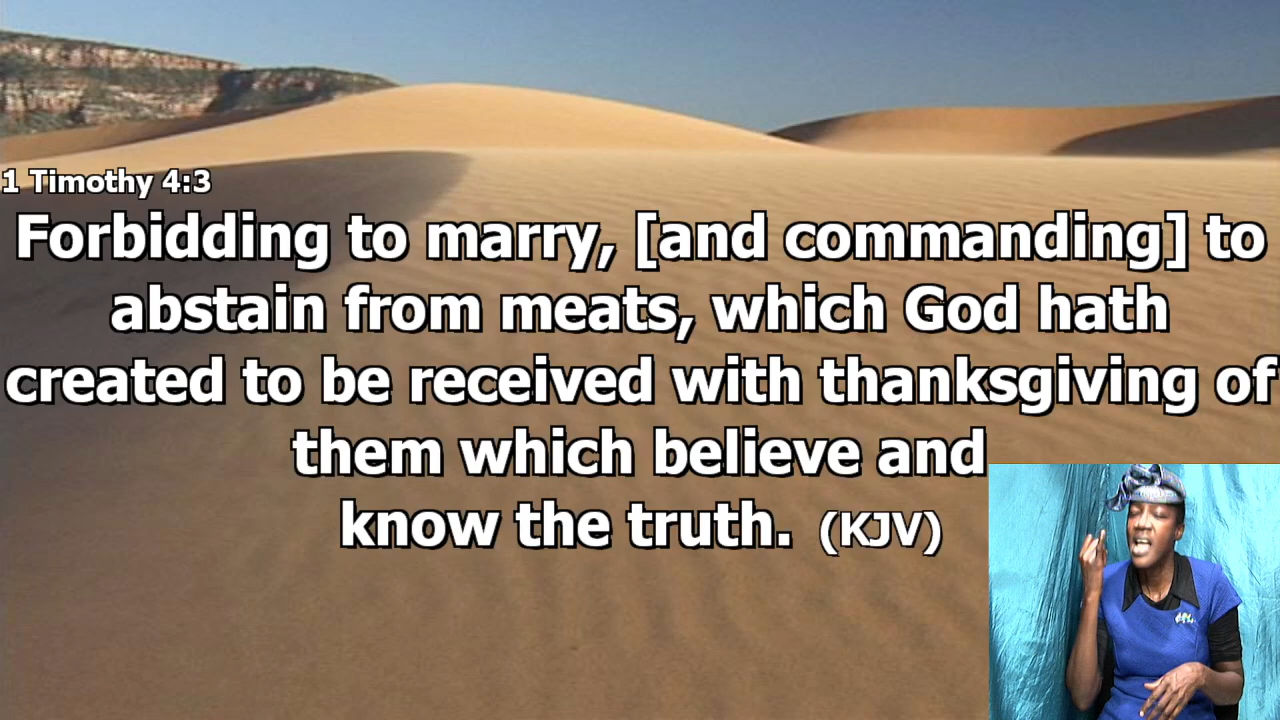 1 Timothy 4:3
Forbidding to marry, [and commanding] to
abstain from meats, which God hath
created to be received with thanksgiving of
them which believe and
know the truth. (KJV)